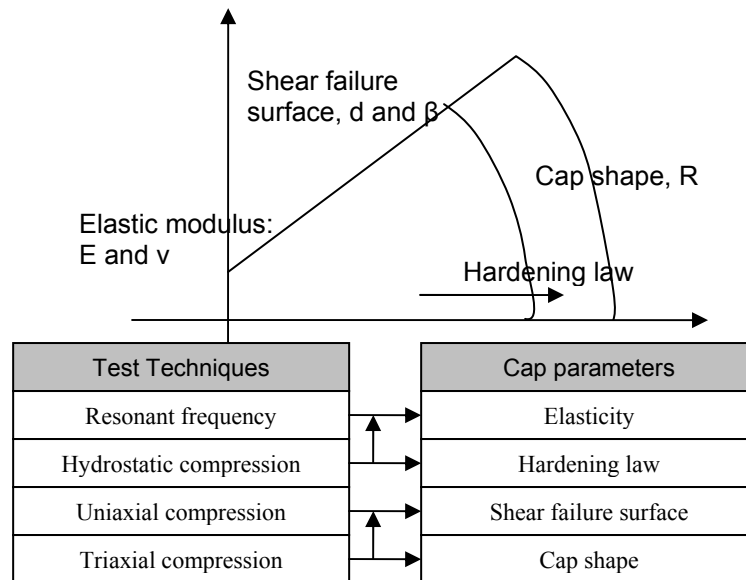 Shear failure
surface, d and β
Cap shape, R
Elastic modulus:
E and ν
Hardening law
Test Techniques
Cap parameters
Resonant frequency
Elasticity
Hydrostatic compression
Hardening law
Uniaxial compression
Shear failure surface
Triaxial compression
Cap shape